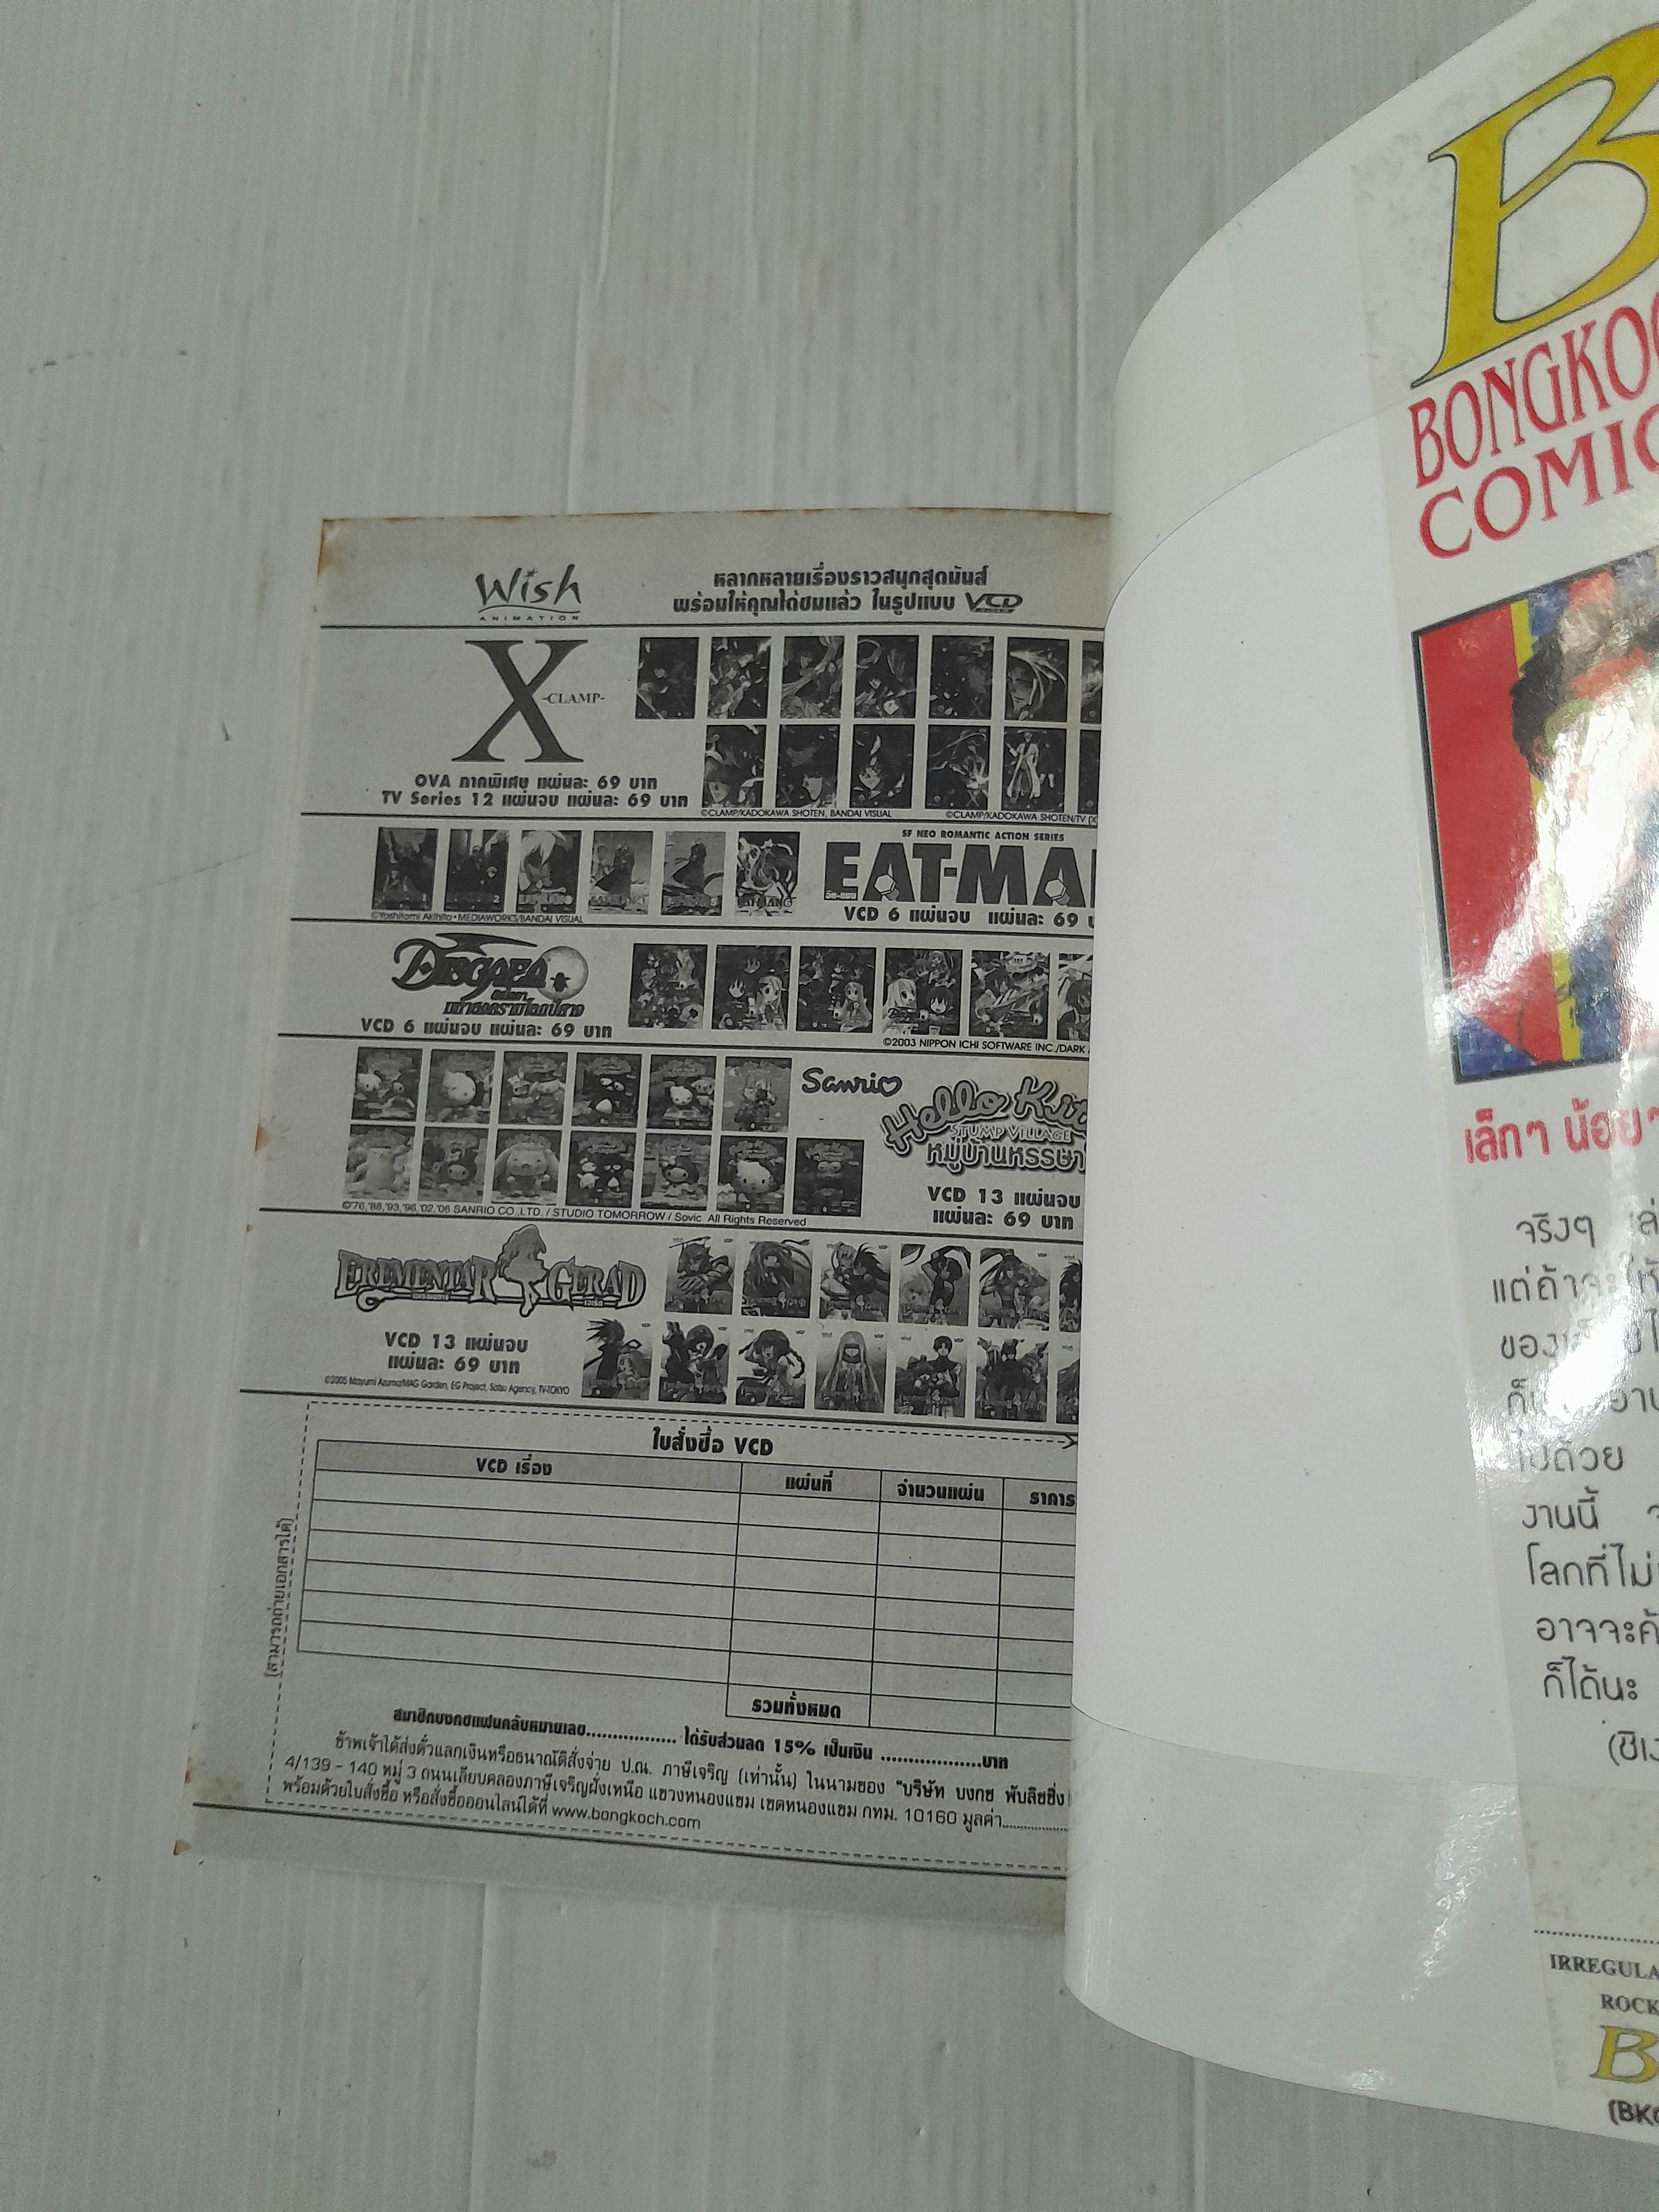 Wish
ANIMATION
หลากหลายเรื่องราวสนุกสุดมันส์
พร้อมให้คุณได้ชมแล้ว ในรูปแบบ VCD
X
-CLAMP-
OVA ภาคพิเศษ แผ่นละ 69 บาท
TV Series 12 แผ่นจบ แผ่นละ 69 บาท
©CLAMP/KADOKAWA SHOTEN, BANDAI VISUAL
©CLAMP/KADOKAWA SHOTEN/TV
SF NEO ROMANTIC ACTION SERIES
EAT-MA
VCD 6 แผ่นจบ แผ่นละ 69
©Yoshitomi Akihito • MEDIAWORKS/BANDAI VISUAL
DISGAEA
VCD 6 แผ่นจบ แผ่นละ 69 บาท
©2003 NIPPON ICHI SOFTWARE INC./DARK
Sanrio
Hello Kit
STUMP VILLAGE
หมู่บ้านหรรษา
VCD 13 แผ่นจบ
แผ่นละ 69 บาท
©'76,'88,'93,'96,'02,'06 SANRIO CO.,LTD. / STUDIO TOMORROW / Sovic All Rights Reserved
EREMENTAR GERAD
VCD 13 แผ่นจบ
แผ่นละ 69 บาท
©2005 Mayumi Azuma/MAG Garden, EG Project, Sotsu Agency, TV-TOKYO
ใบสั่งซื้อ VCD
VCD เรื่อง แผ่นที่ จำนวนแผ่น ราคาร
รวมทั้งหมด
(สามารถถ่ายเอกสารได้)
สมาชิกบงกชแฟนคลับหมายเลข................. ได้รับส่วนลด 15% เป็นเงิน ..................บาท
ข้าพเจ้าได้ส่งตั๋วแลกเงินหรือธนาณัติสั่งจ่าย ป.ณ. ภาษีเจริญ (เท่านั้น) ในนามของ "บริษัท บงกช พับลิชชิ่ง
4/139 - 140 หมู่ 3 ถนนเลียบคลองภาษีเจริญฝั่งเหนือ แขวงหนองแขม เขตหนองแขม กทม. 10160 มูลค่า..................
พร้อมด้วยใบสั่งซื้อ หรือสั่งซื้อออนไลน์ได้ที่ www.bongkoch.com
B
BONGKOC
COMIC
เล็กๆ น้อยๆ
จริงๆ
แต่ถ้าจะ
ไปด้วย
งานนี้
โลกที่ไม่
อาจจะค้
ก็ได้นะ
IRREGULA
ROCK
B
(BK